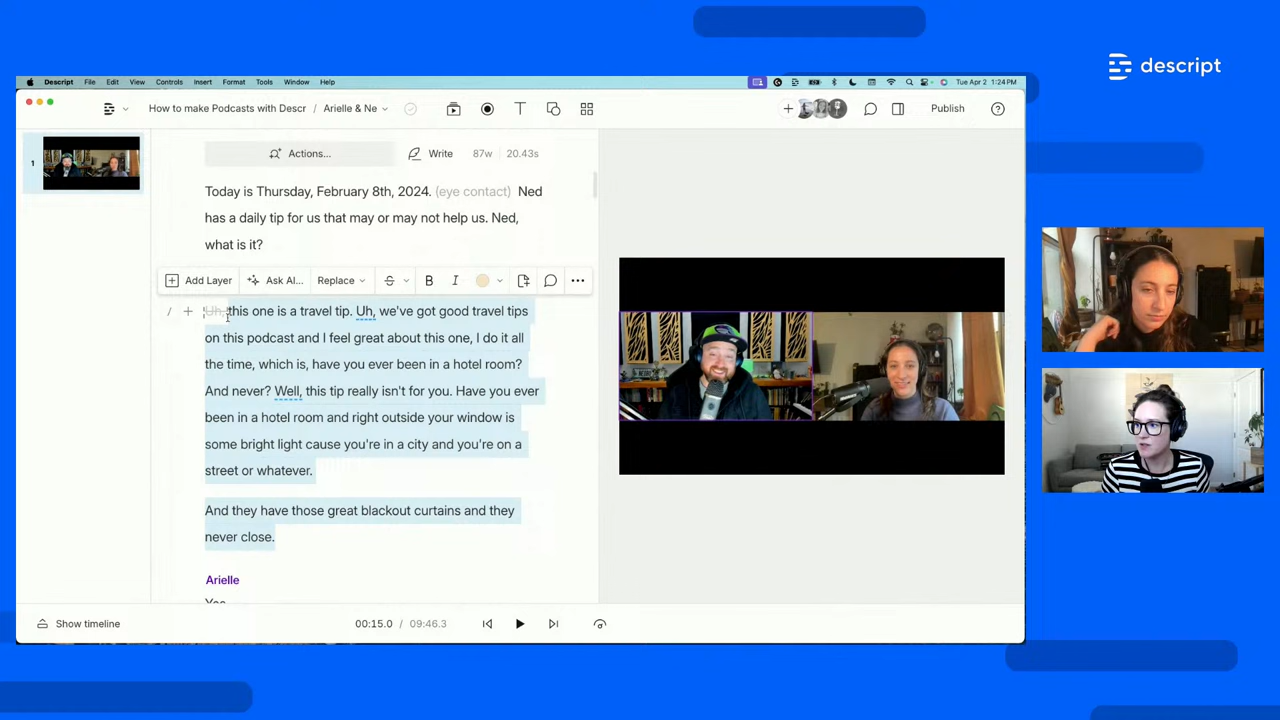 descript
Descript File Edit View Controls Insert Format Tools Window Help
Tue Apr 2 1:24 PM
How to make Podcasts with Descr / Arielle & Ne
Publish
1
Actions...
Write
87w
20.43s
Today is Thursday, February 8th, 2024. (eye contact) Ned
has a daily tip for us that may or may not help us. Ned,
what is it?
Add Layer
Ask AI...
Replace
S
B
I
/ + Uh, this one is a travel tip. Uh, we've got good travel tips
on this podcast and I feel great about this one, I do it all
the time, which is, have you ever been in a hotel room?
And never? Well, this tip really isn't for you. Have you ever
been in a hotel room and right outside your window is
some bright light cause you're in a city and you're on a
street or whatever.
And they have those great blackout curtains and they
never close.
Arielle
Show timeline
00:15.0 / 09:46.3